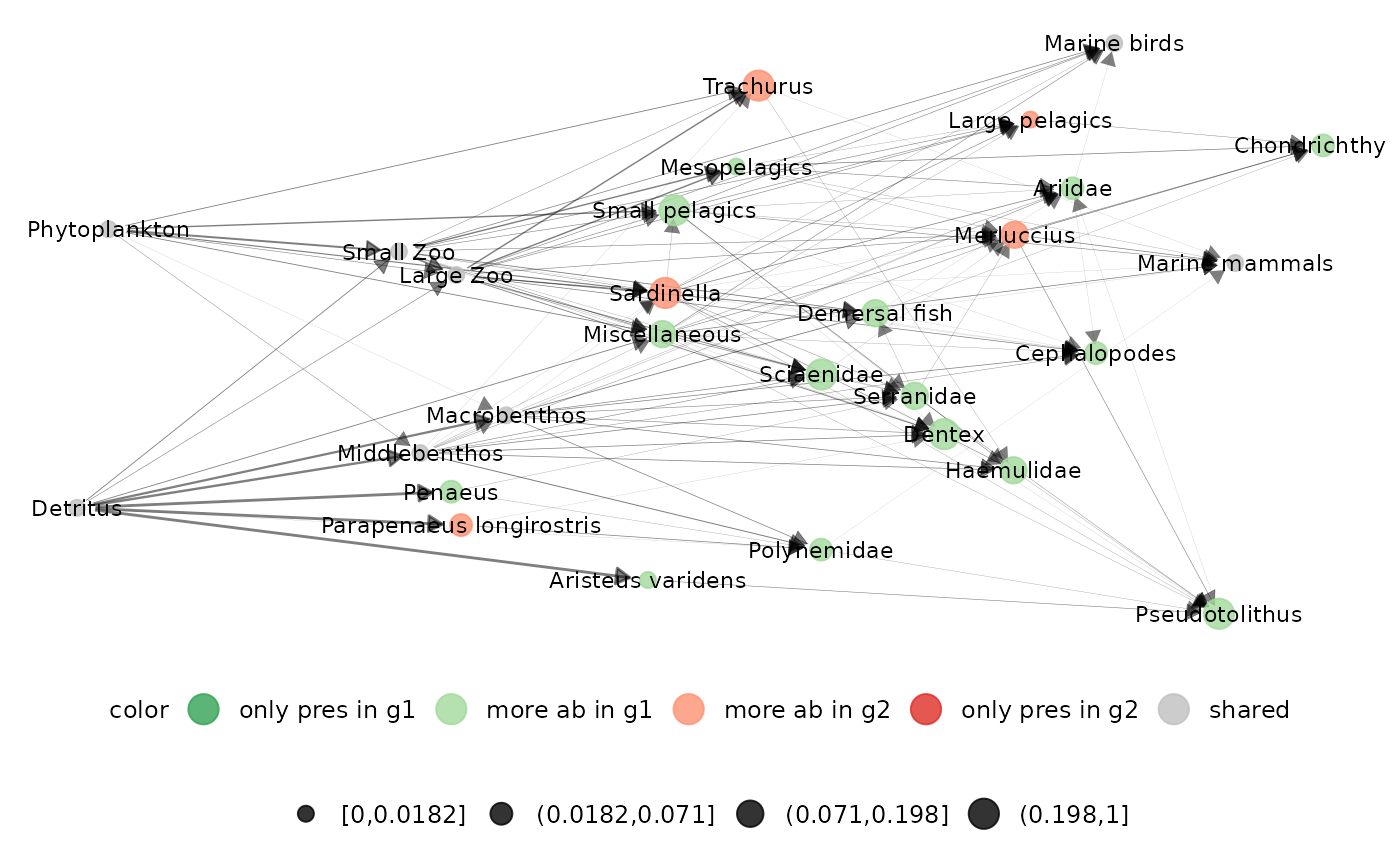 Marine birds
Trachurus
Large pelagics
Chondrichthy
Mesopelagics
Ariidae
Small pelagics
Phytoplankton
Merluccius
Small Zoo
Marine mammals
Large Zoo
Sardinella
Demersal fish
Miscellaneous
Cephalopodes
Sciaenidae
Serranidae
Macrobenthos
Dentex
Middlebenthos
Haemulidae
Penaeus
Detritus
Parapenaeus longirostris
Polynemidae
Aristeus varidens
Pseudotolithus
color only pres in g1 more ab in g1 more ab in g2 only pres in g2 shared
[0,0.0182] (0.0182,0.071] (0.071,0.198] (0.198,1]